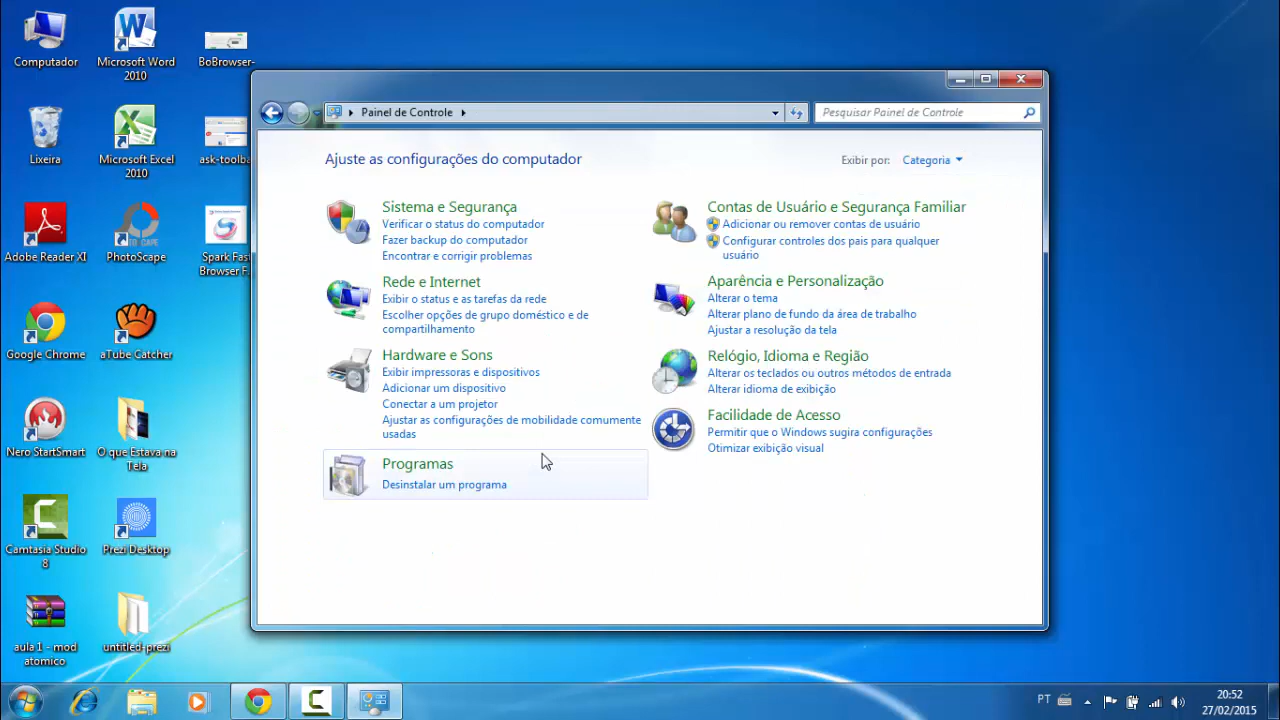 Computador
Microsoft Word
2010
BoBrowser-
Lixeira
Microsoft Excel
2010
ask-toolba
Adobe Reader XI
PhotoScape
Spark Fast
Browser F...
Google Chrome
aTube Catcher
Nero StartSmart
O que Estava na
Teia
Camtasia Studio
8
Prezi Desktop
aula 1 - mod
atomico
untitled-prezi
Painel de Controle
Pesquisar Painel de Controle
Ajuste as configurações do computador
Exibir por: Categoria
Sistema e Segurança
Verificar o status do computador
Fazer backup do computador
Encontrar e corrigir problemas
Rede e Internet
Exibir o status e as tarefas da rede
Escolher opções de grupo doméstico e de
compartilhamento
Hardware e Sons
Exibir impressoras e dispositivos
Adicionar um dispositivo
Conectar a um projetor
Ajustar as configurações de mobilidade comumente
usadas
Programas
Desinstalar um programa
Contas de Usuário e Segurança Familiar
Adicionar ou remover contas de usuário
Configurar controles dos pais para qualquer
usuário
Aparência e Personalização
Alterar o tema
Alterar plano de fundo da área de trabalho
Ajustar a resolução da tela
Relógio, Idioma e Região
Alterar os teclados ou outros métodos de entrada
Alterar idioma de exibição
Facilidade de Acesso
Permitir que o Windows sugira configurações
Otimizar exibição visual
PT
20:52
27/02/2015